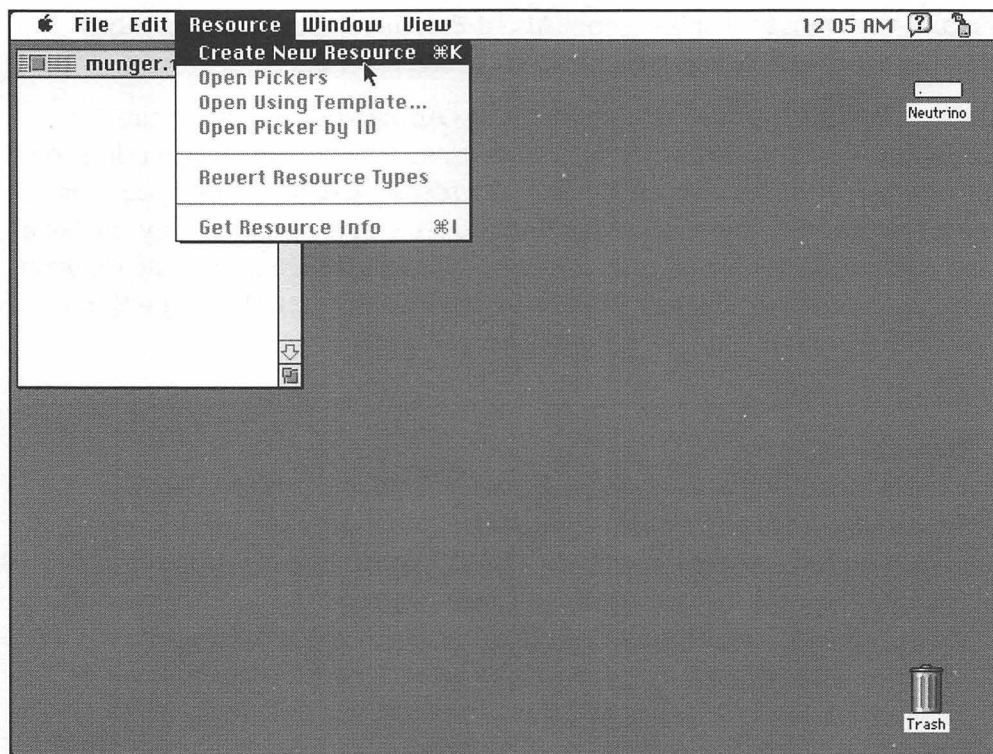 File Edit Resource Window View 12 05 AM
munger.
Create New Resource ⌘K
Open Pickers
Open Using Template...
Open Picker by ID
Revert Resource Types
Get Resource Info ⌘I
Neutrino
Trash